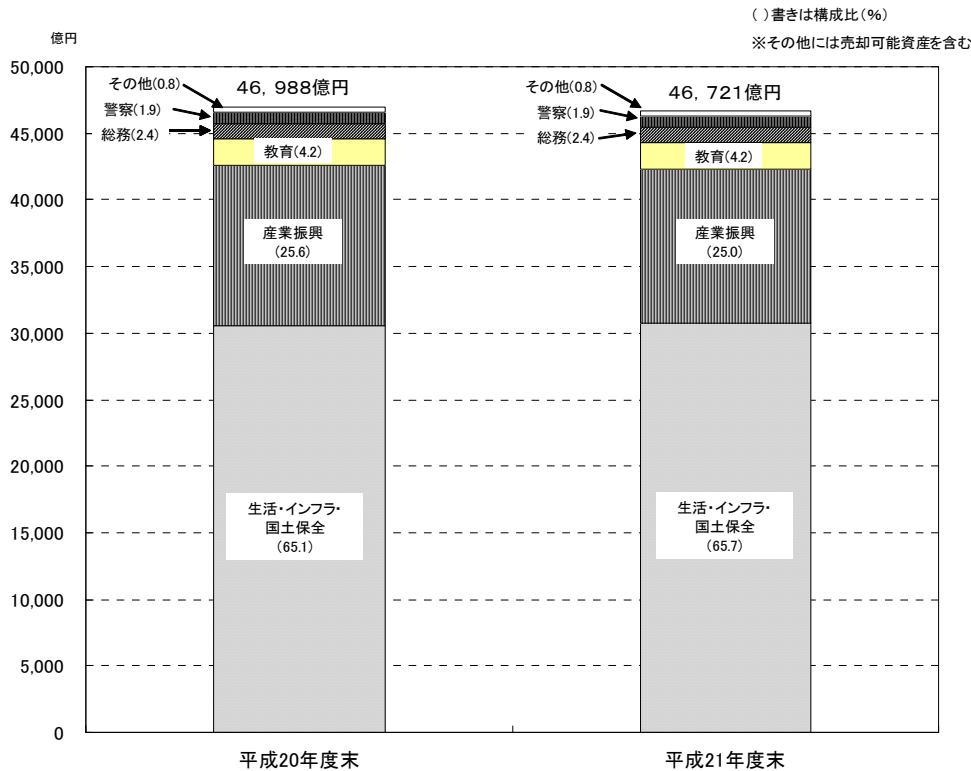 ( )書きは構成比(%)
※その他には売却可能資産を含む
億円
50,000
45,000
40,000
35,000
30,000
25,000
20,000
15,000
10,000
5,000
0
46,988億円
その他(0.8)
警察(1.9)
総務(2.4)
教育(4.2)
産業振興
(25.6)
生活・インフラ・
国土保全
(65.1)
平成20年度末
46,721億円
その他(0.8)
警察(1.9)
総務(2.4)
教育(4.2)
産業振興
(25.0)
生活・インフラ・
国土保全
(65.7)
平成21年度末